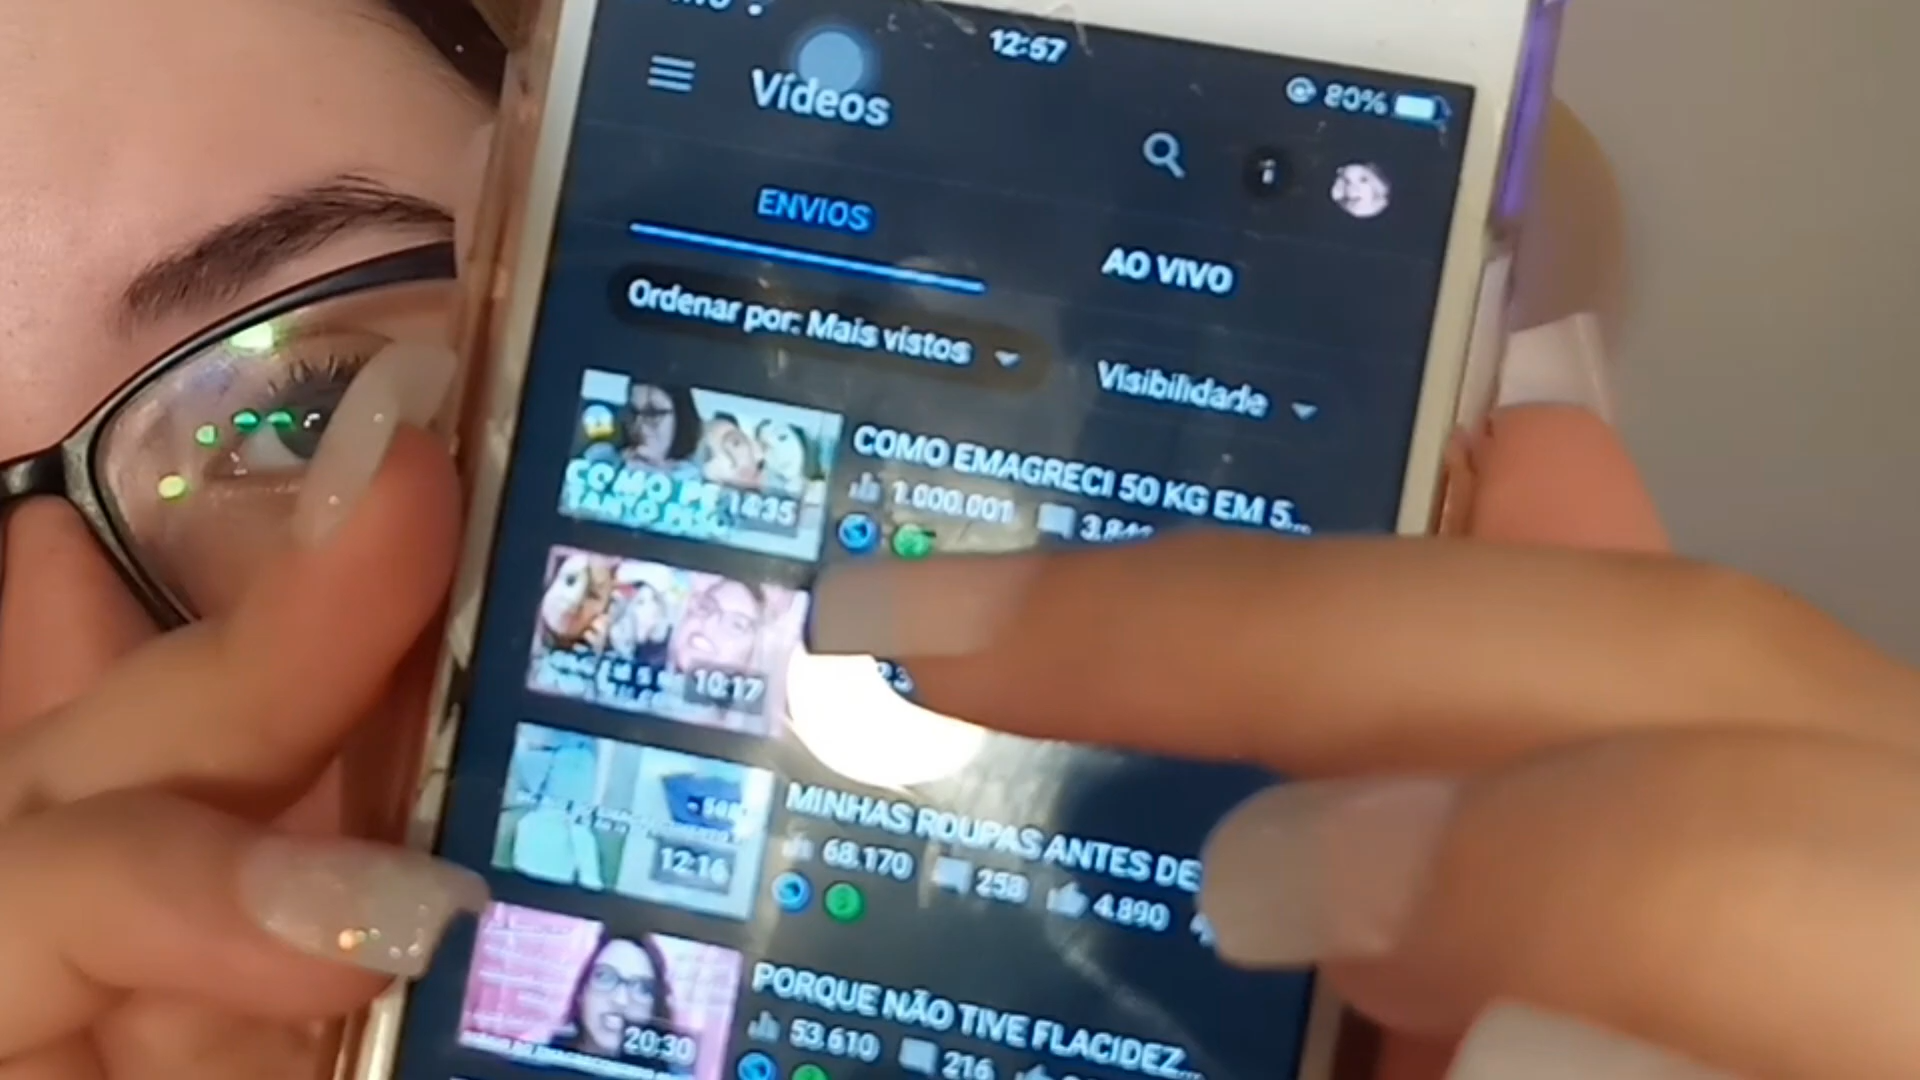 12:57
80%
Vídeos
ENVIOS
AO VIVO
Ordenar por: Mais vistos
Visibilidade
COMO EMAGRECI 50 KG EM 5...
1.000.001
14:35
10:17
MINHAS ROUPAS ANTES DE
68.170 258 4.890
12:16
PORQUE NÃO TIVE FLACIDEZ...
53.610 216
20:30